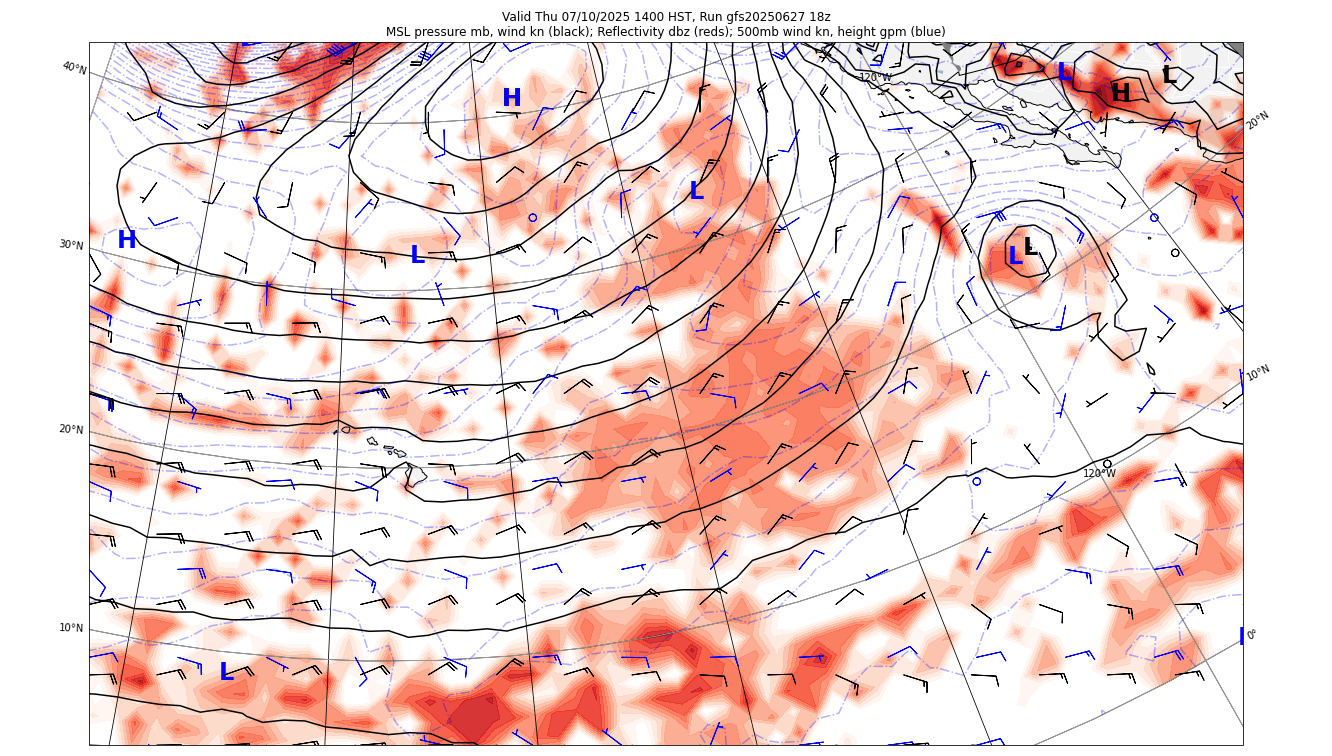 Valid Thu 07/10/2025 1400 HST, Run gfs20250627 18z
MSL pressure mb, wind kn (black); Reflectivity dbz (reds); 500mb wind kn, height gpm (blue)
40°N
120°W
L
L
H
H
20°N
L
H
30°N
L
L
L
10°N
20°N
120°W
10°N
0°
L